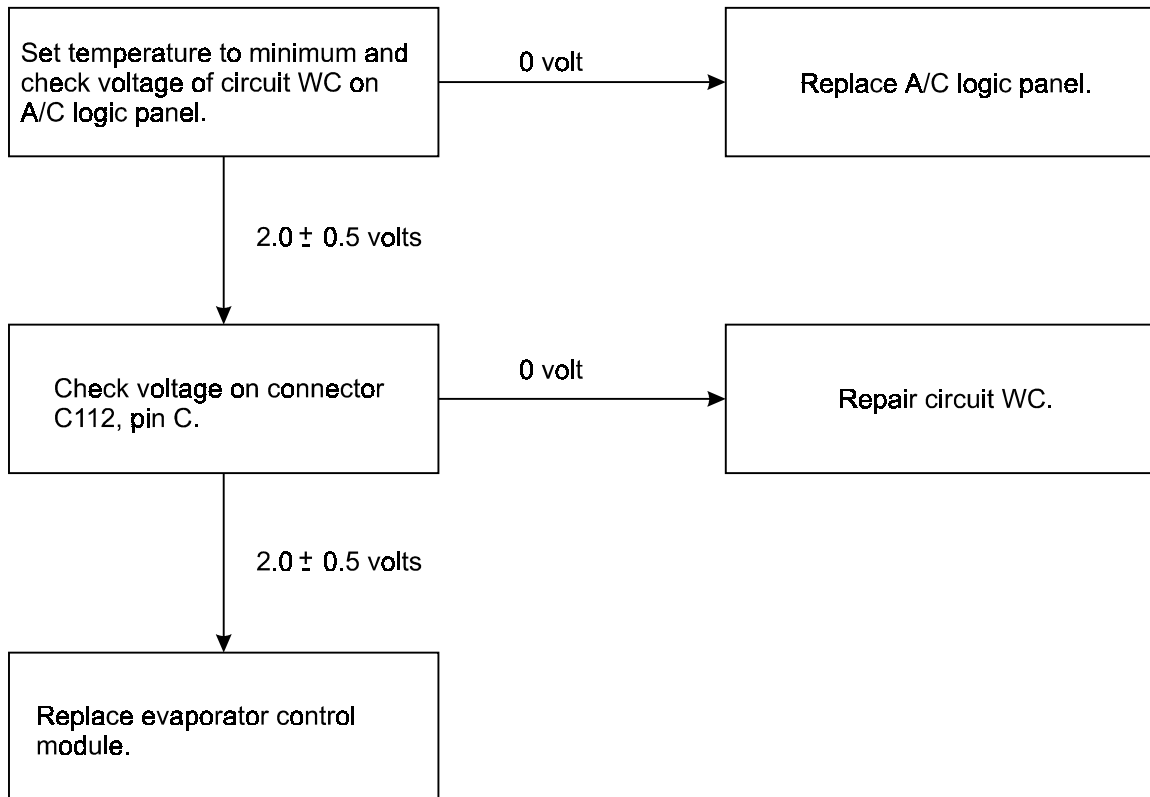 Set temperature to minimum and
check voltage of circuit WC on
A/C logic panel.
0 volt
Replace A/C logic panel.
2.0 ± 0.5 volts
Check voltage on connector
C112, pin C.
0 volt
Repair circuit WC.
2.0 ± 0.5 volts
Replace evaporator control
module.